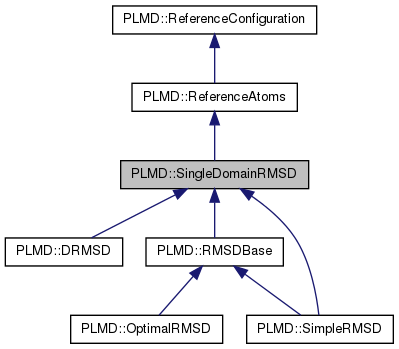 PLMD::ReferenceConfiguration
PLMD::ReferenceAtoms
PLMD::SingleDomainRMSD
PLMD::DRMSD
PLMD::RMSDBase
PLMD::OptimalRMSD
PLMD::SimpleRMSD